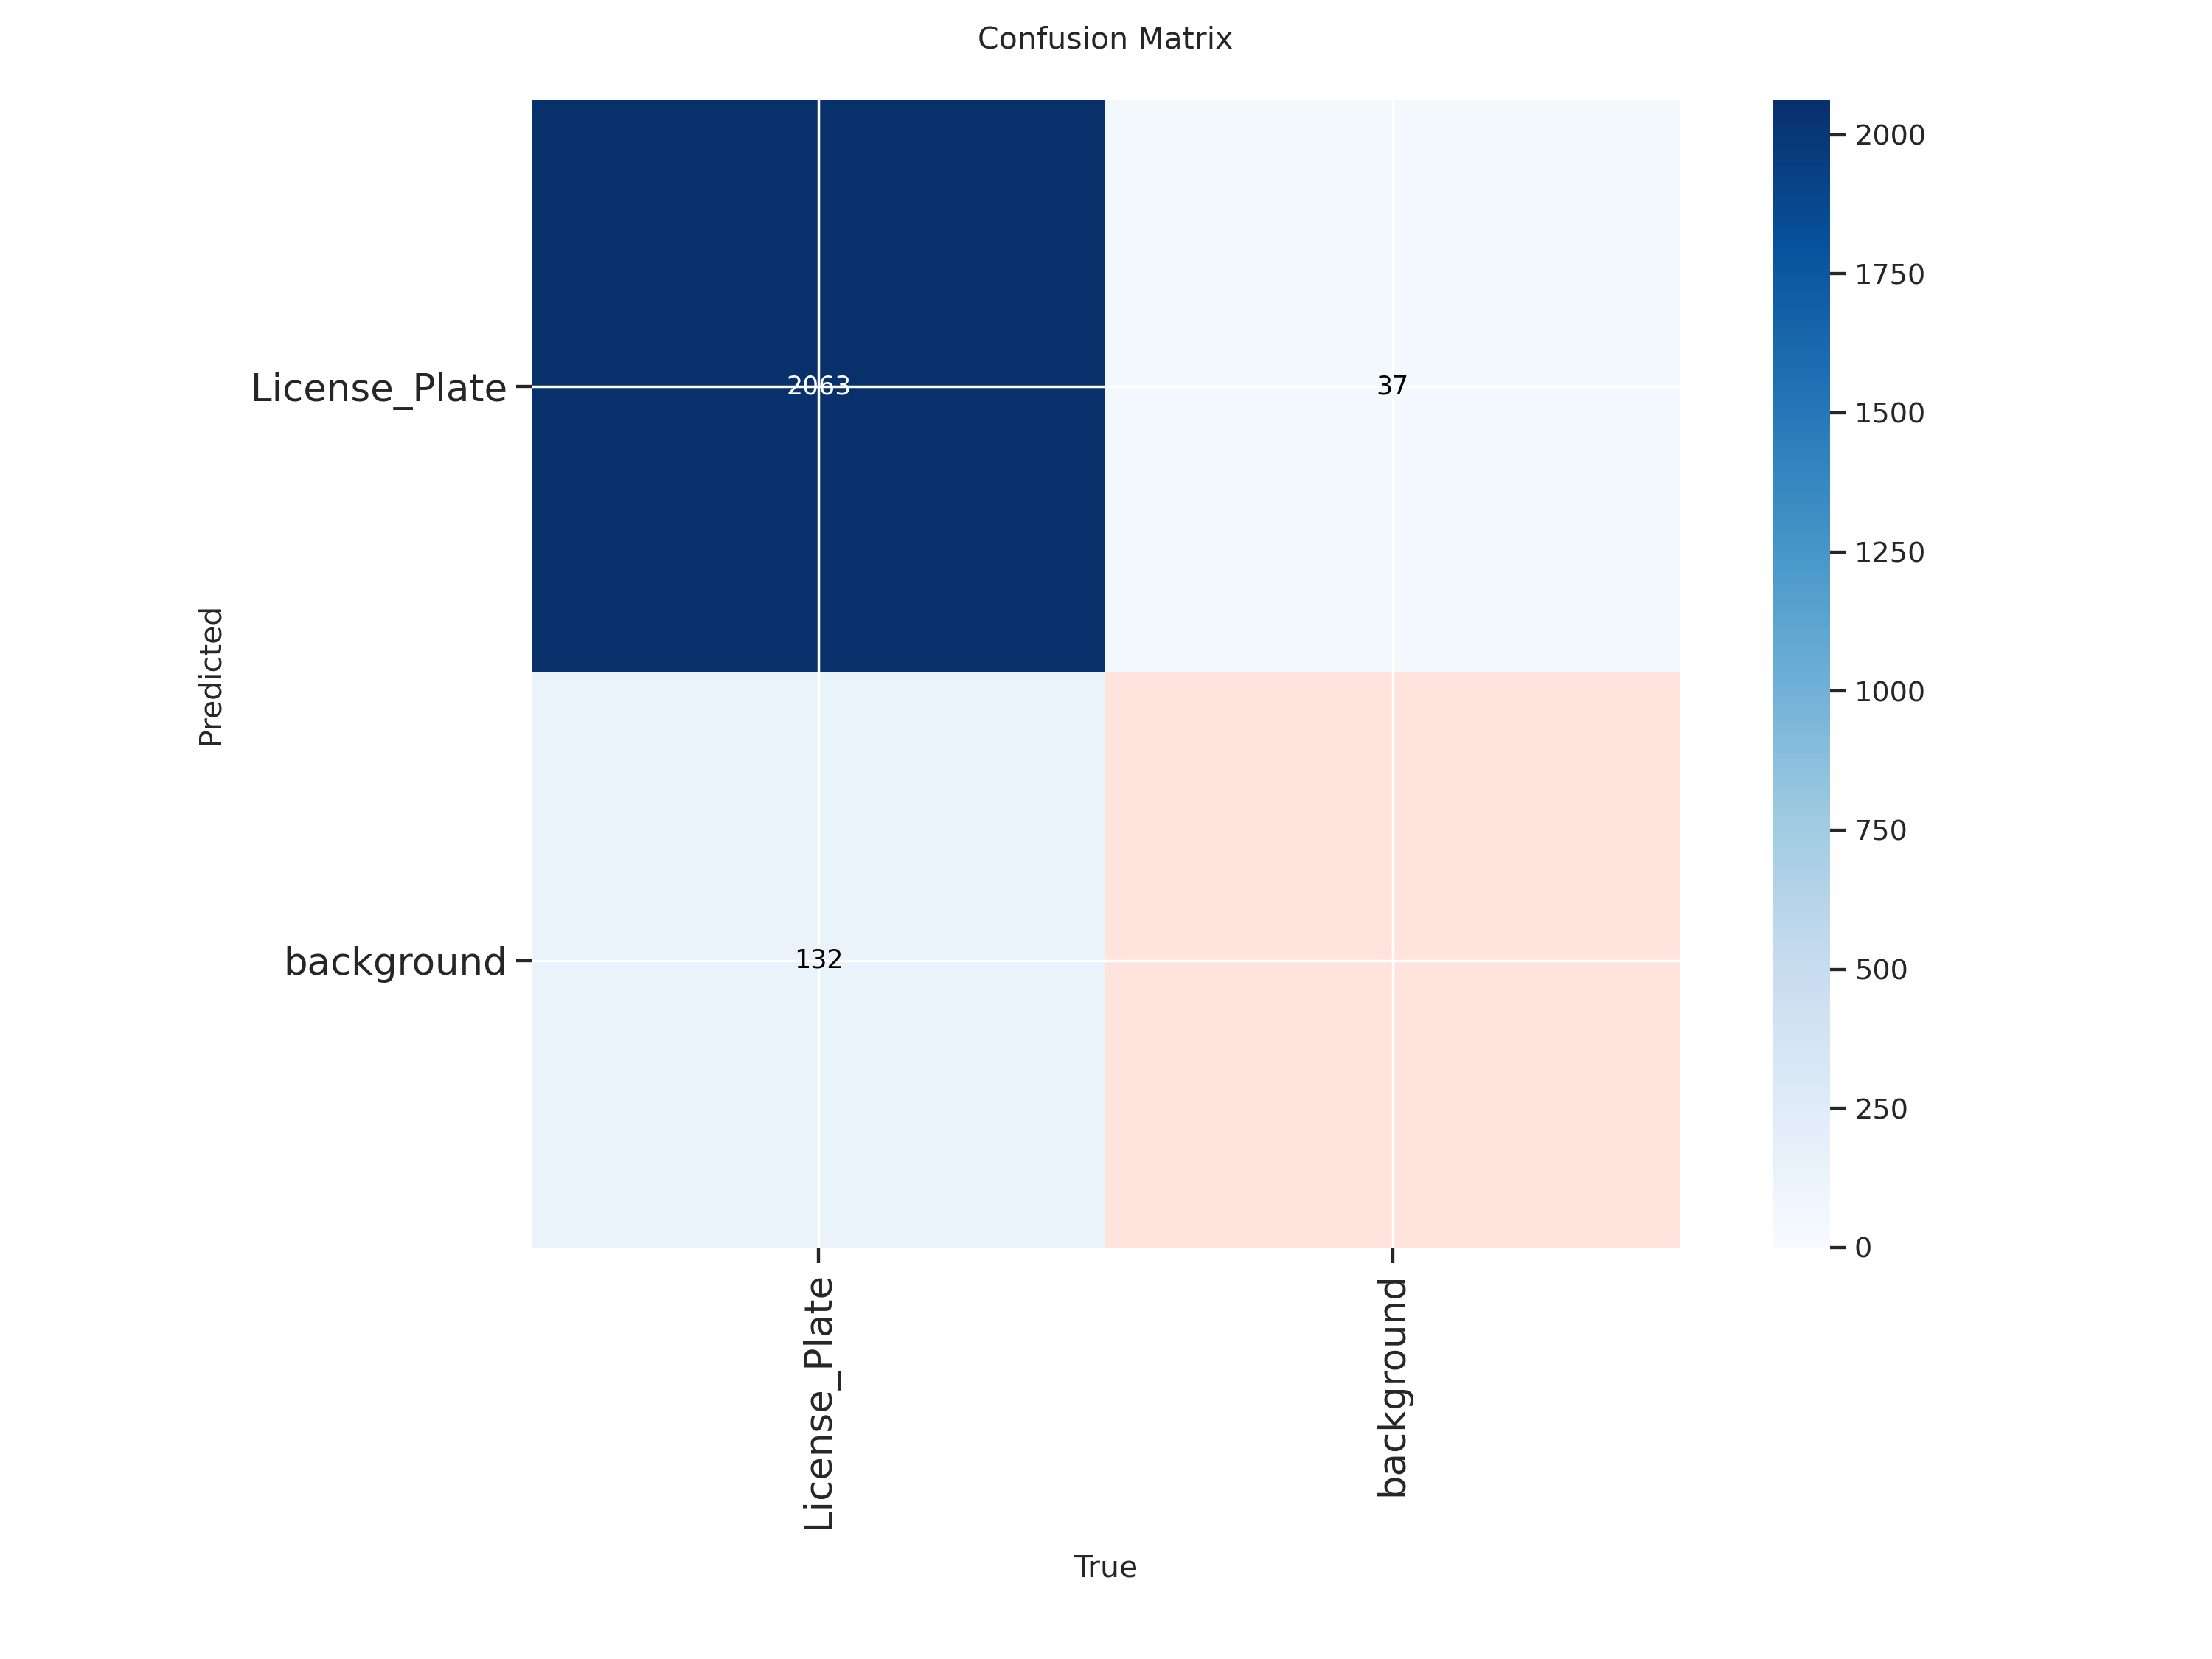 Confusion Matrix
2000
1750
1500
1250
1000
750
500
250
0
Predicted
License_Plate
2063
37
background
132
License_Plate
background
True